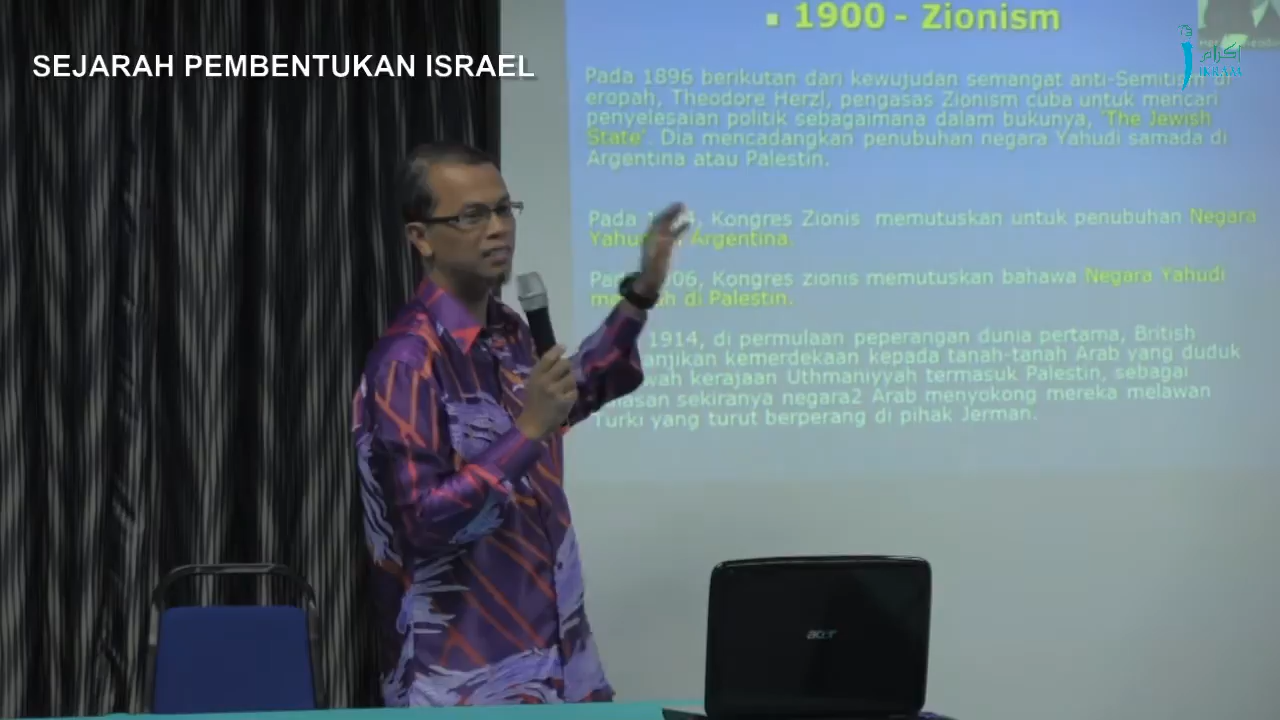 SEJARAH PEMBENTUKAN ISRAEL
1900 - Zionism
Pada 1896 berikutan dari kewujudan semangat anti-Semitism di
eropah, Theodore Herzl, pengasas Zionism cuba untuk mencari
penyelesaian politik sebagaimana dalam bukunya, 'The Jewish
State'. Dia mencadangkan penubuhan negara Yahudi samada di
Argentina atau Palestin.
Pada Kongres Zionis memutuskan untuk penubuhan Negara
Argentina.
Kongres zionis memutuskan bahawa Negara Yahudi
di Palestin.
1914, di permulaan peperangan dunia pertama, British
kemerdekaan kepada tanah-tanah Arab yang duduk
kerajaan Uthmaniyyah termasuk Palestin, sebagai
sekiranya negara2 Arab menyokong mereka melawan
Turki yang turut berperang di pihak Jerman.
اكرام
IKRAM
acer